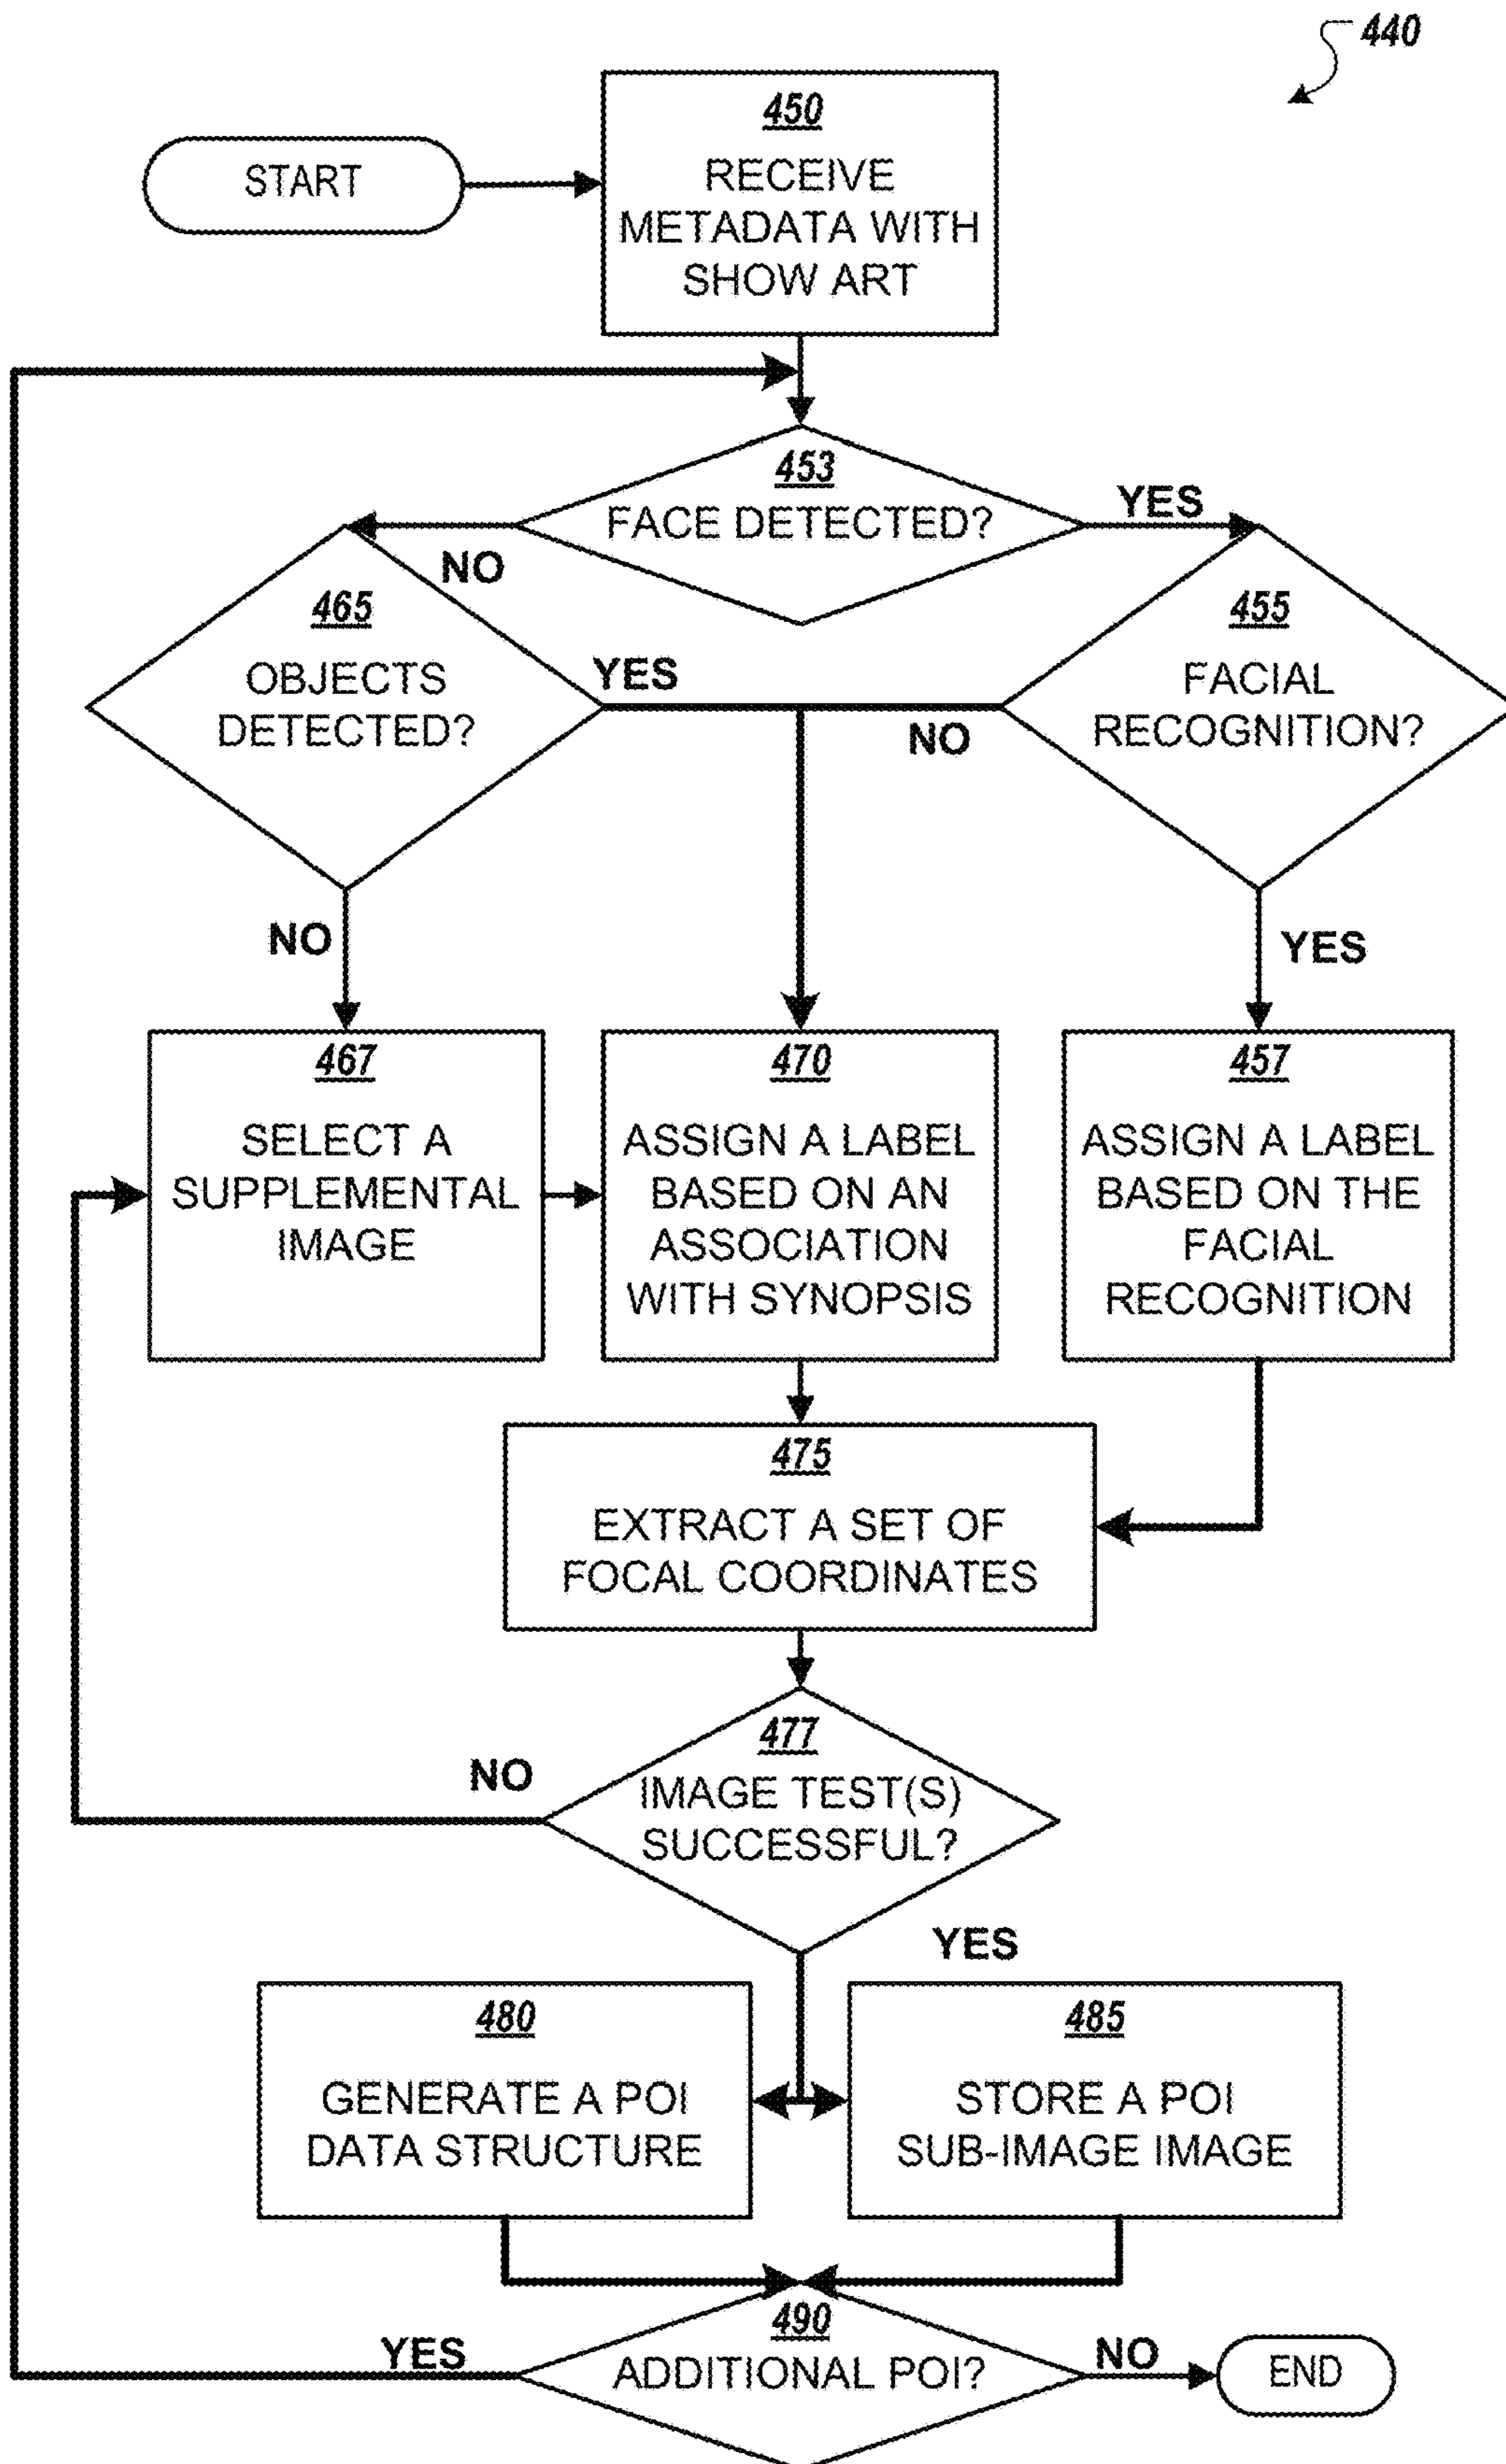 440
450
START
RECEIVE
METADATA WITH
SHOW ART
453
FACE DETECTED?
YES
NO
465
OBJECTS
DETECTED?
YES
455
FACIAL
RECOGNITION?
NO
NO
YES
467
SELECT A
SUPPLEMENTAL
IMAGE
470
ASSIGN A LABEL
BASED ON AN
ASSOCIATION
WITH SYNOPSIS
457
ASSIGN A LABEL
BASED ON THE
FACIAL
RECOGNITION
475
EXTRACT A SET OF
FOCAL COORDINATES
477
IMAGE TEST(S)
SUCCESSFUL?
NO
YES
480
GENERATE A POI
DATA STRUCTURE
485
STORE A POI
SUB-IMAGE IMAGE
490
ADDITIONAL POI?
YES
NO
END